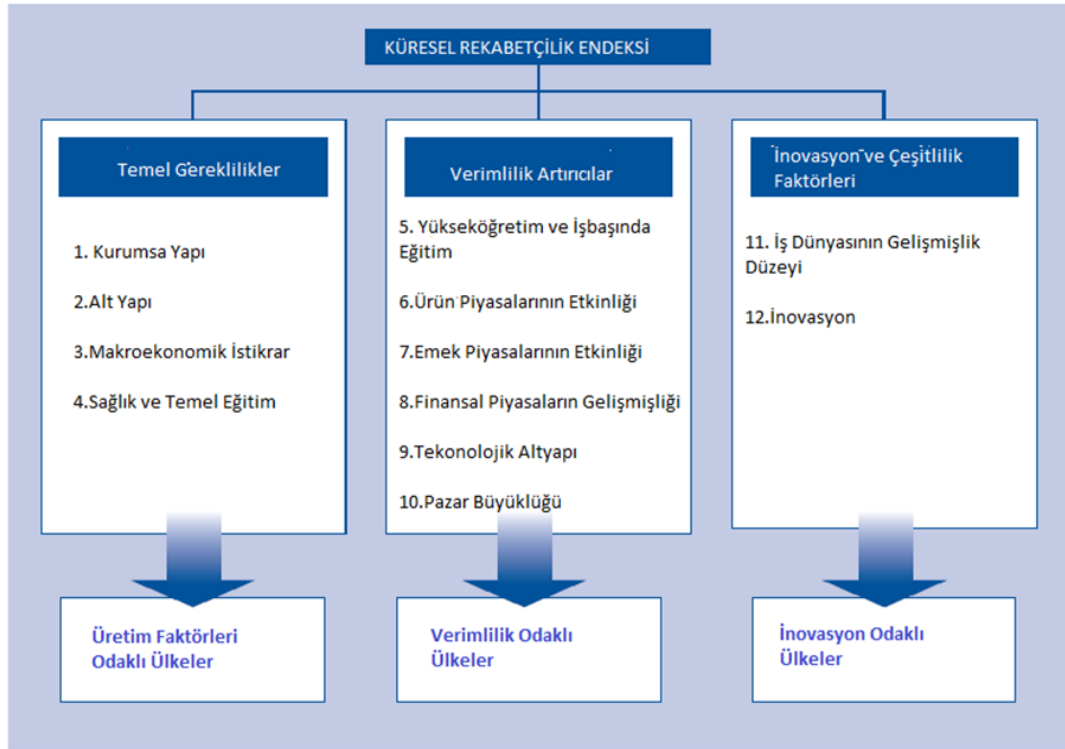 KÜRESEL REKABETÇİLİK ENDEKSİ
Temel Gereklilikler
1. Kurumsa Yapı
2.Alt Yapı
3.Makroekonomik İstikrar
4.Sağlık ve Temel Eğitim
Üretim Faktörleri
Odaklı Ülkeler
Verimlilik Artırıcılar
5. Yükseköğretim ve İşbaşında
Eğitim
6.Ürün Piyasalarının Etkinliği
7.Emek Piyasalarının Etkinliği
8.Finansal Piyasaların Gelişmişliği
9.Tekonolojik Altyapı
10.Pazar Büyüklüğü
Verimlilik Odaklı
Ülkeler
İnovasyon ve Çeşitlilik
Faktörleri
11. İş Dünyasının Gelişmişlik
Düzeyi
12.İnovasyon
İnovasyon Odaklı
Ülkeler